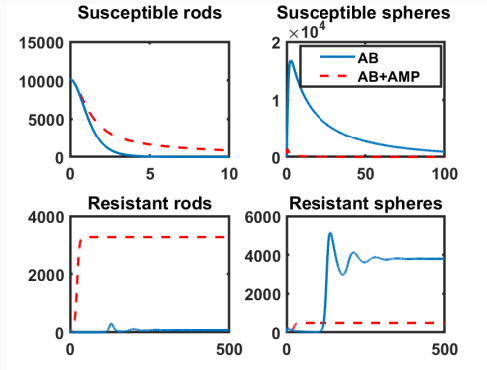 Susceptible rods
15000
10000
5000
0
0 5 10
Susceptible spheres
×10⁴
2
1
0
0 50 100
AB
AB+AMP
Resistant rods
4000
2000
0
0 500
Resistant spheres
6000
4000
2000
0
0 500